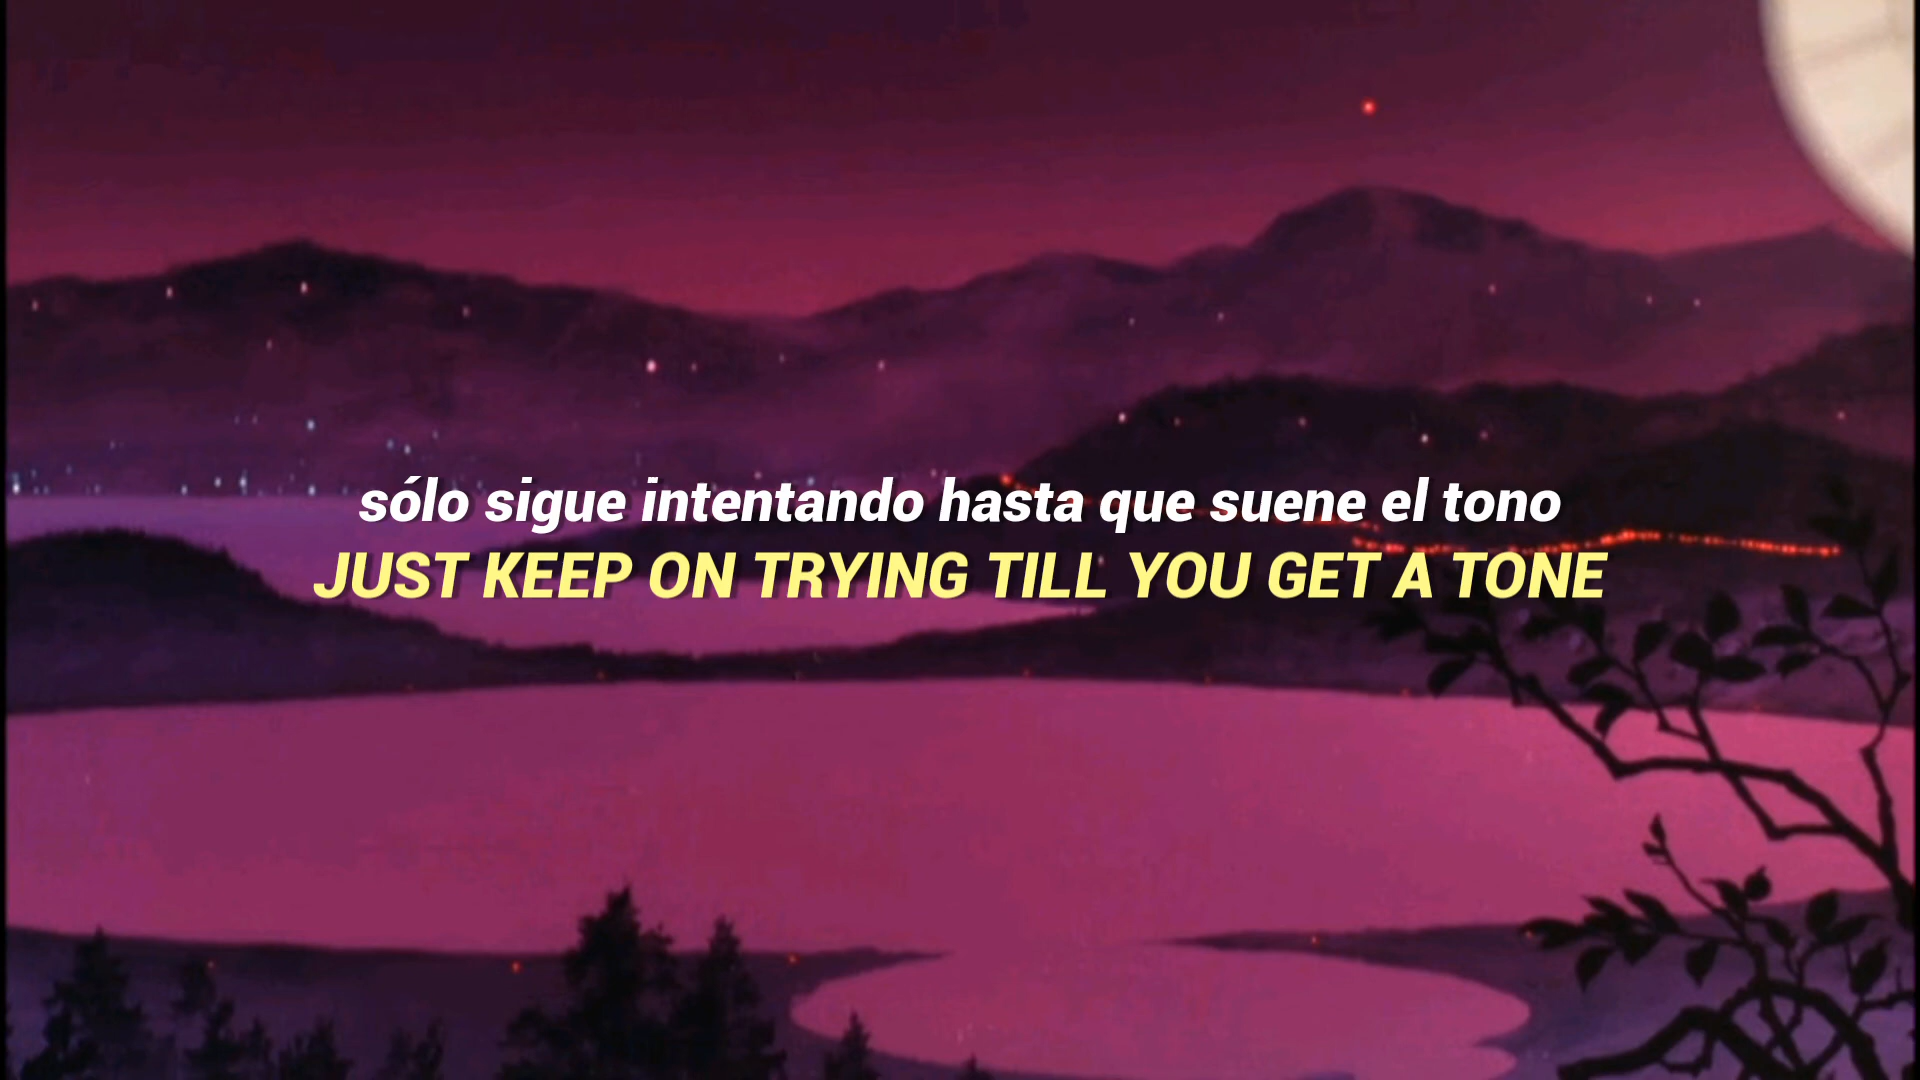 sólo sigue intentando hasta que suene el tono
JUST KEEP ON TRYING TILL YOU GET A TONE